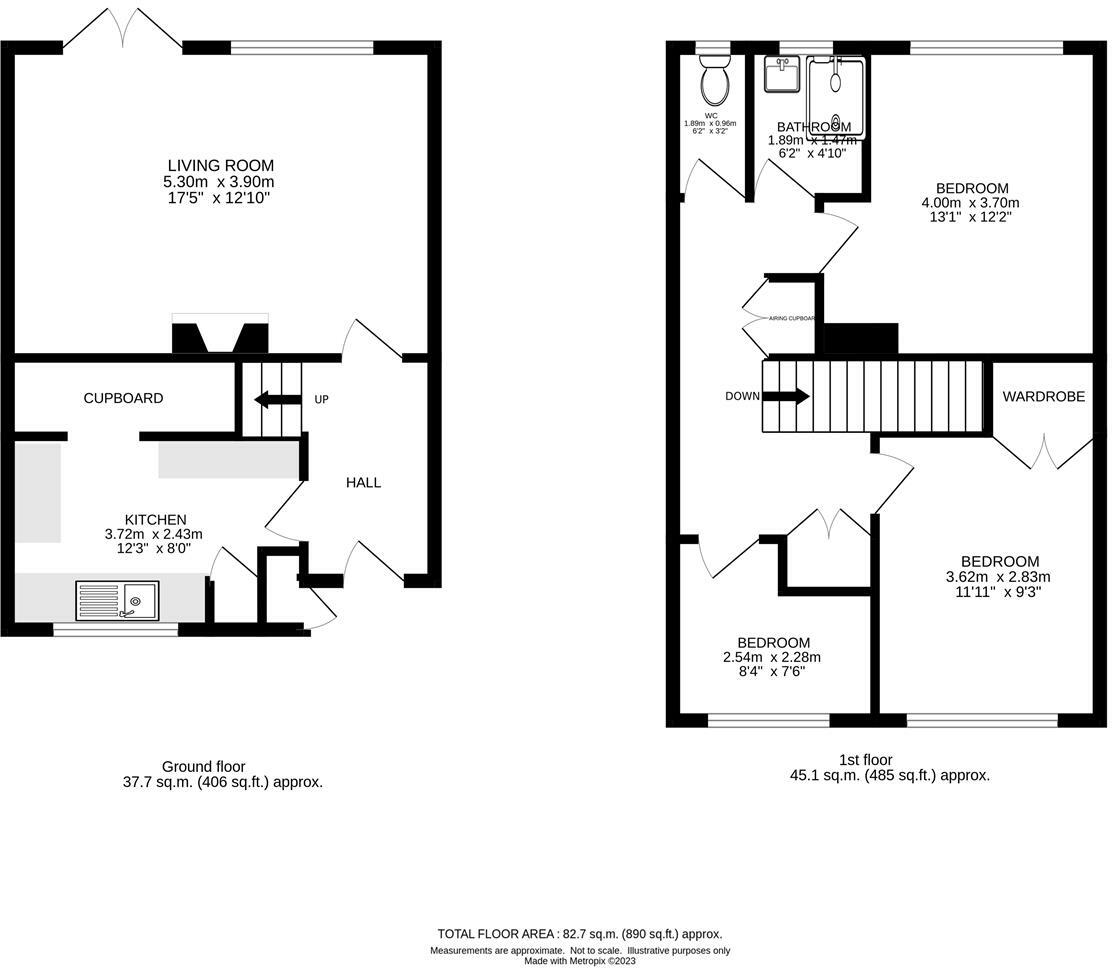 LIVING ROOM
5.30m x 3.90m
17'5" x 12'10"
CUPBOARD
UP
HALL
KITCHEN
3.72m x 2.43m
12'3" x 8'0"
Ground floor
37.7 sq.m. (406 sq.ft.) approx.
WC
1.89m x 0.96m
6'2" x 3'2"
BATHROOM
1.89m x 1.47m
6'2" x 4'10"
BEDROOM
4.00m x 3.70m
13'1" x 12'2"
AIRING CUPBOARD
DOWN
WARDROBE
BEDROOM
3.62m x 2.83m
11'11" x 9'3"
BEDROOM
2.54m x 2.28m
8'4" x 7'6"
1st floor
45.1 sq.m. (485 sq.ft.) approx.
TOTAL FLOOR AREA : 82.7 sq.m. (890 sq.ft.) approx.
Measurements are approximate. Not to scale. Illustrative purposes only
Made with Metropix ©2023